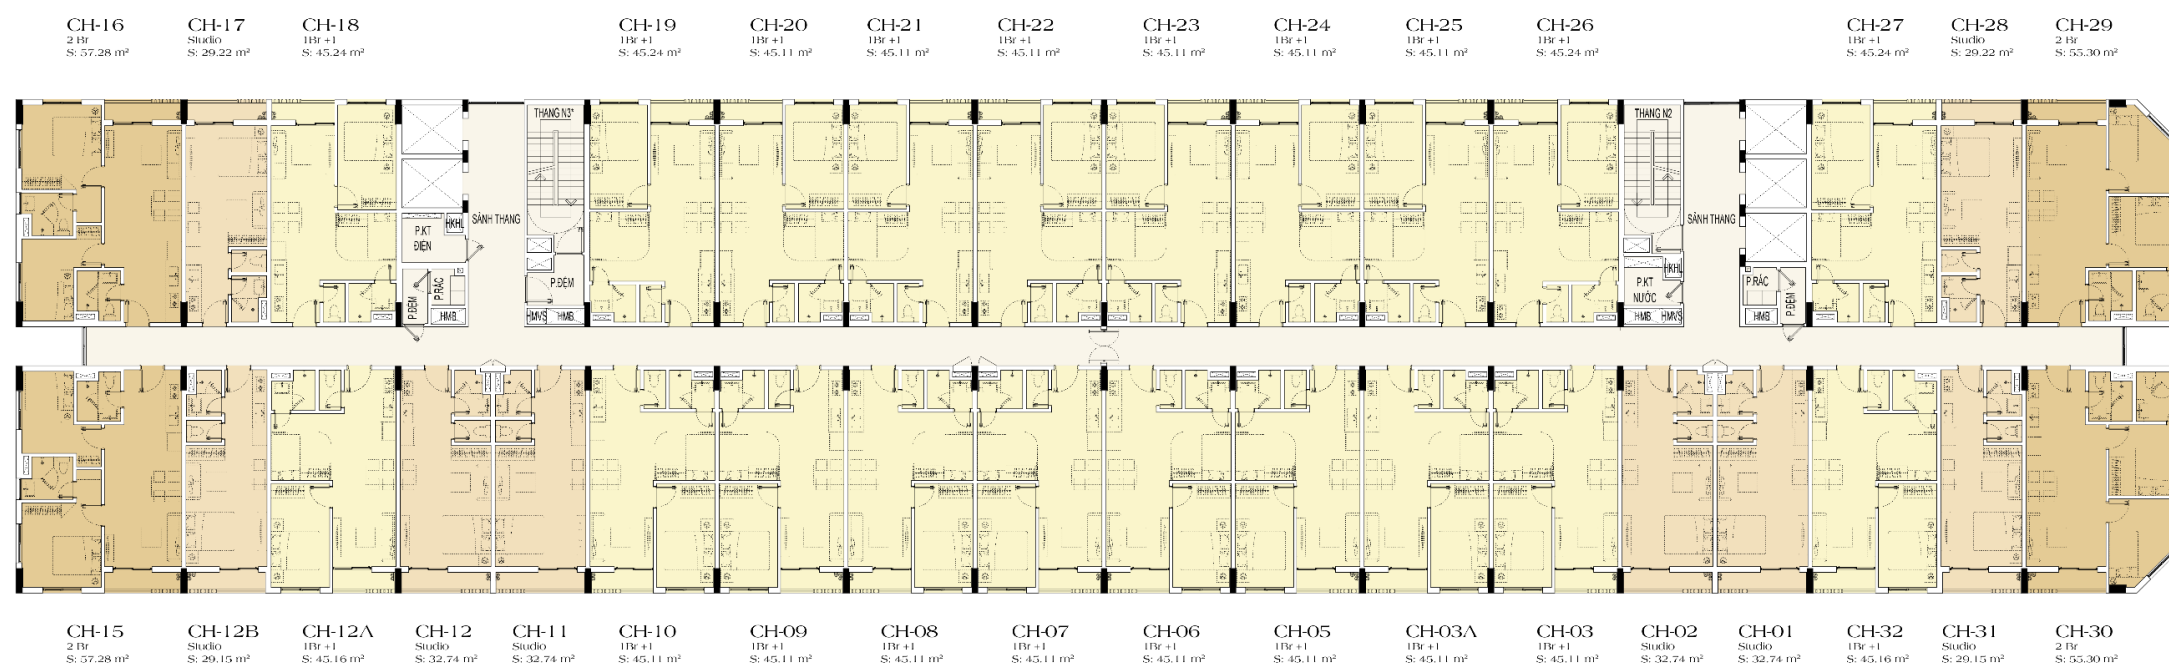 CH-16
2 Br
S: 57.28 m²
CH-17
Studio
S: 29.22 m²
CH-18
1Br +1
S: 45.24 m²
CH-19
1Br +1
S: 45.24 m²
CH-20
1Br +1
S: 45.11 m²
CH-21
1Br +1
S: 45.11 m²
CH-22
1Br +1
S: 45.11 m²
CH-23
1Br +1
S: 45.11 m²
CH-24
1Br +1
S: 45.11 m²
CH-25
1Br +1
S: 45.11 m²
CH-26
1Br +1
S: 45.24 m²
CH-27
1Br +1
S: 45.24 m²
CH-28
Studio
S: 29.22 m²
CH-29
2 Br
S: 55.30 m²
THANG N3*
SẢNH THANG
HKHL
P.KT
ĐIỆN
P.RÁC
P.ĐỆM
HMB
P.ĐỆM
HMVS
HMB
THANG N2
SẢNH THANG
HKHL
P.KT
NƯỚC
HMB
HMVS
P.RÁC
P.ĐỆM
HMB
CH-15
2 Br
S: 57.28 m²
CH-12B
Studio
S: 29.15 m²
CH-12A
1Br +1
S: 45.16 m²
CH-12
Studio
S: 32.74 m²
CH-11
Studio
S: 32.74 m²
CH-10
1Br +1
S: 45.11 m²
CH-09
1Br +1
S: 45.11 m²
CH-08
1Br +1
S: 45.11 m²
CH-07
1Br +1
S: 45.11 m²
CH-06
1Br +1
S: 45.11 m²
CH-05
1Br +1
S: 45.11 m²
CH-03A
1Br +1
S: 45.11 m²
CH-03
1Br +1
S: 45.11 m²
CH-02
Studio
S: 32.74 m²
CH-01
Studio
S: 32.74 m²
CH-32
1Br +1
S: 45.16 m²
CH-31
Studio
S: 29.15 m²
CH-30
2 Br
S: 55.30 m²